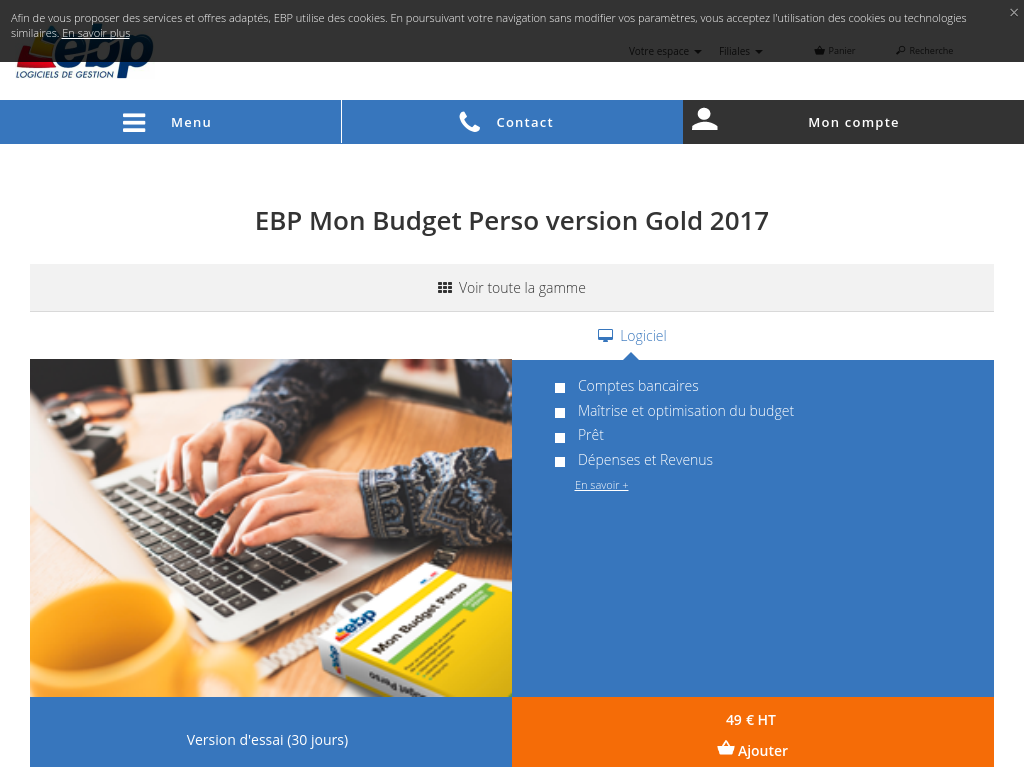 Afin de vous proposer des services et offres adaptés, EBP utilise des cookies. En poursuivant votre navigation sans modifier vos paramètres, vous acceptez l'utilisation des cookies ou technologies
similaires. En savoir plus
×
ebp
LOGICIELS DE GESTION
Votre espace
Filiales
Panier
Recherche
Menu
Contact
Mon compte
EBP Mon Budget Perso version Gold 2017
Voir toute la gamme
Logiciel
Comptes bancaires
Maîtrise et optimisation du budget
Prêt
Dépenses et Revenus
En savoir +
ebp
Mon Budget Perso
ebp
Mon Budget Perso
Version d'essai (30 jours)
49 € HT
Ajouter